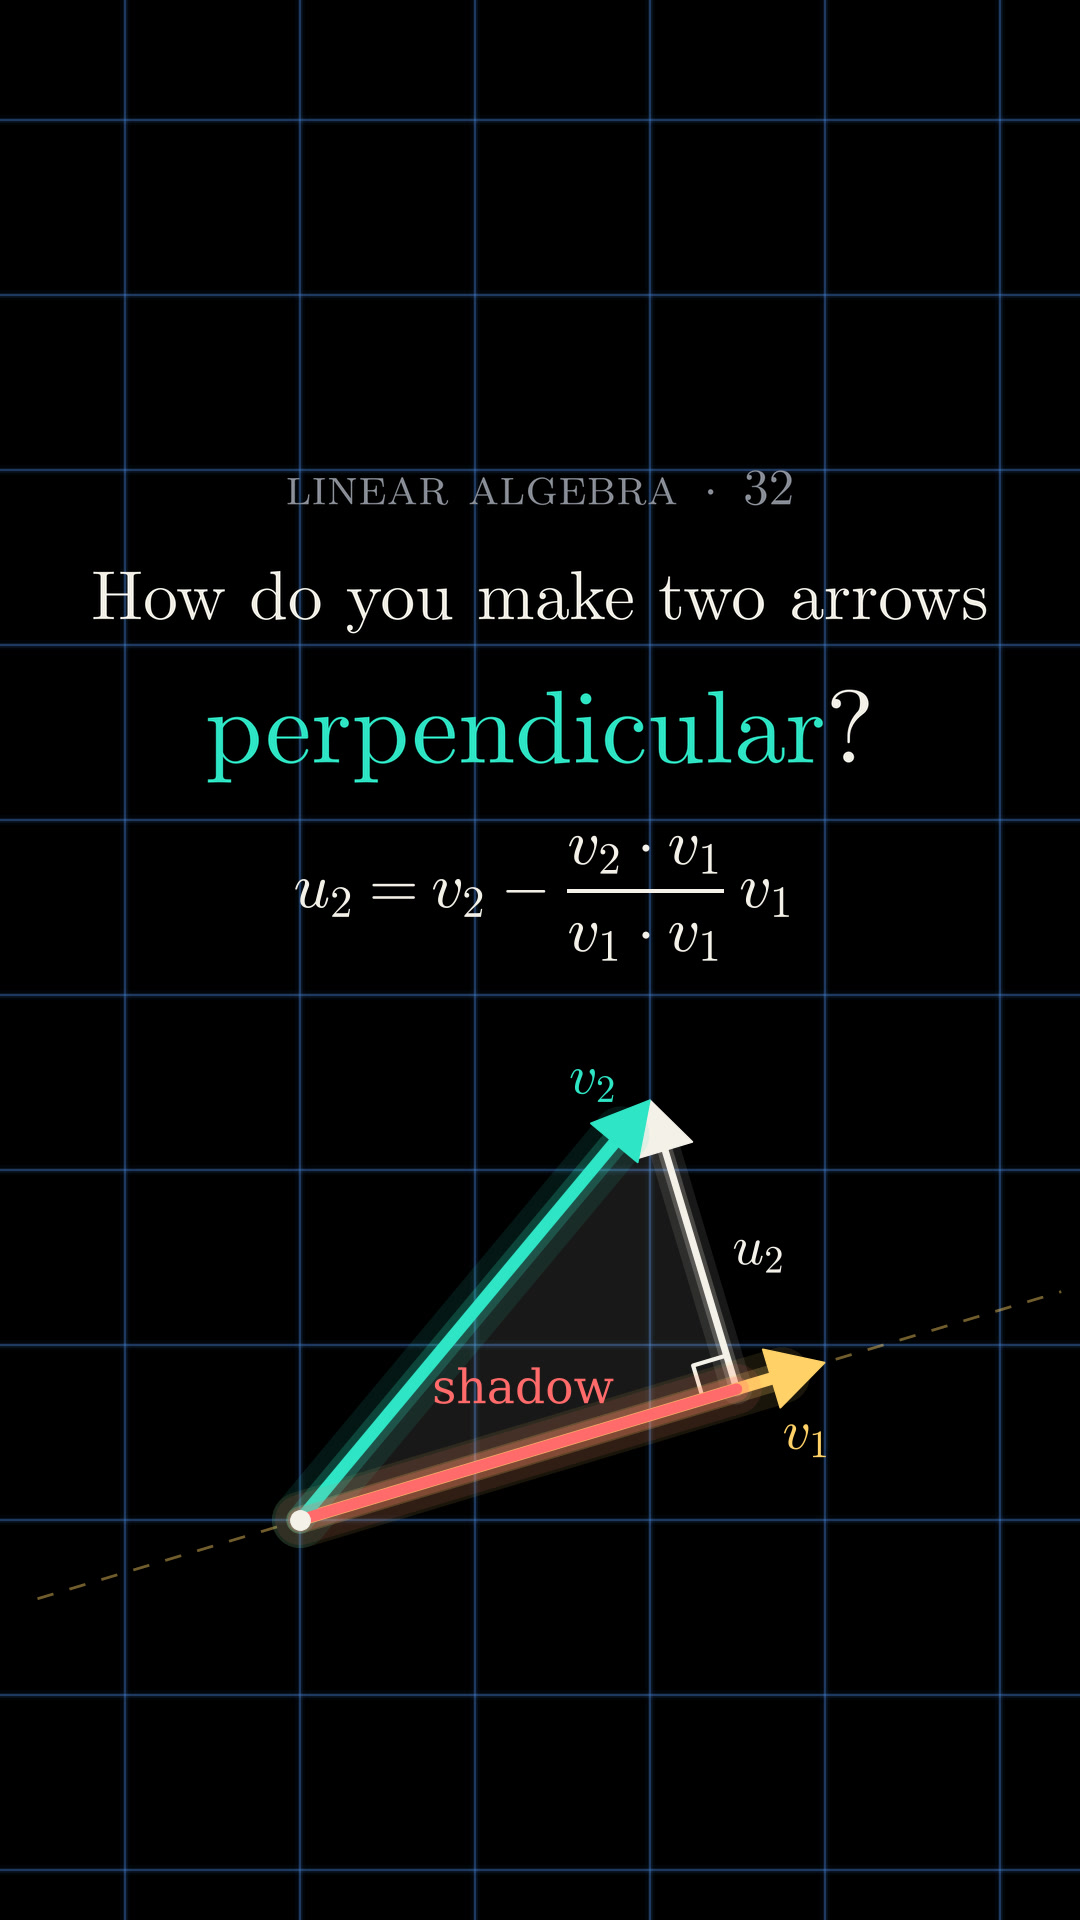 LINEAR ALGEBRA · 32
How do you make two arrows
perpendicular?
u₂ = v₂ − (v₂ · v₁)/(v₁ · v₁) v₁
v₂
u₂
shadow
v₁